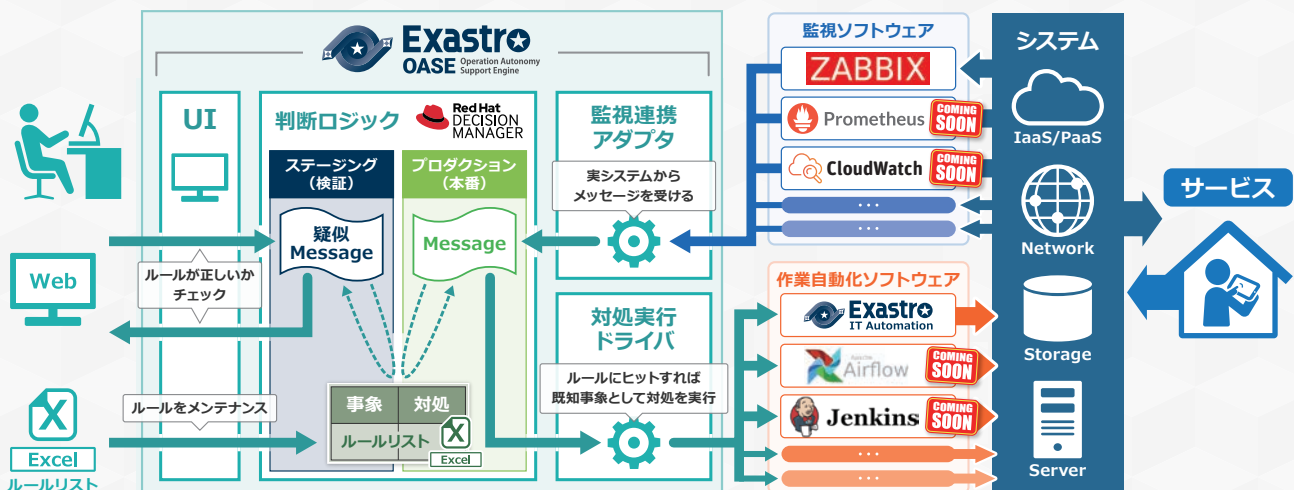 Exastro
OASE
Operation Autonomy
Support Engine
UI
判断ロジック
Red Hat
DECISION
MANAGER
ステージング
（検証）
プロダクション
（本番）
疑似
Message
Message
事象
対処
ルールリスト
Excel
監視連携
アダプタ
実システムから
メッセージを受ける
対処実行
ドライバ
ルールにヒットすれば
既知事象として対処を実行
Web
ルールが正しいか
チェック
ルールをメンテナンス
Excel
ルールリスト
監視ソフトウェア
ZABBIX
Prometheus
COMING
SOON
CloudWatch
COMING
SOON
...
...
作業自動化ソフトウェア
Exastro
IT Automation
Airflow
COMING
SOON
Jenkins
COMING
SOON
...
...
システム
IaaS/PaaS
Network
Storage
Server
サービス